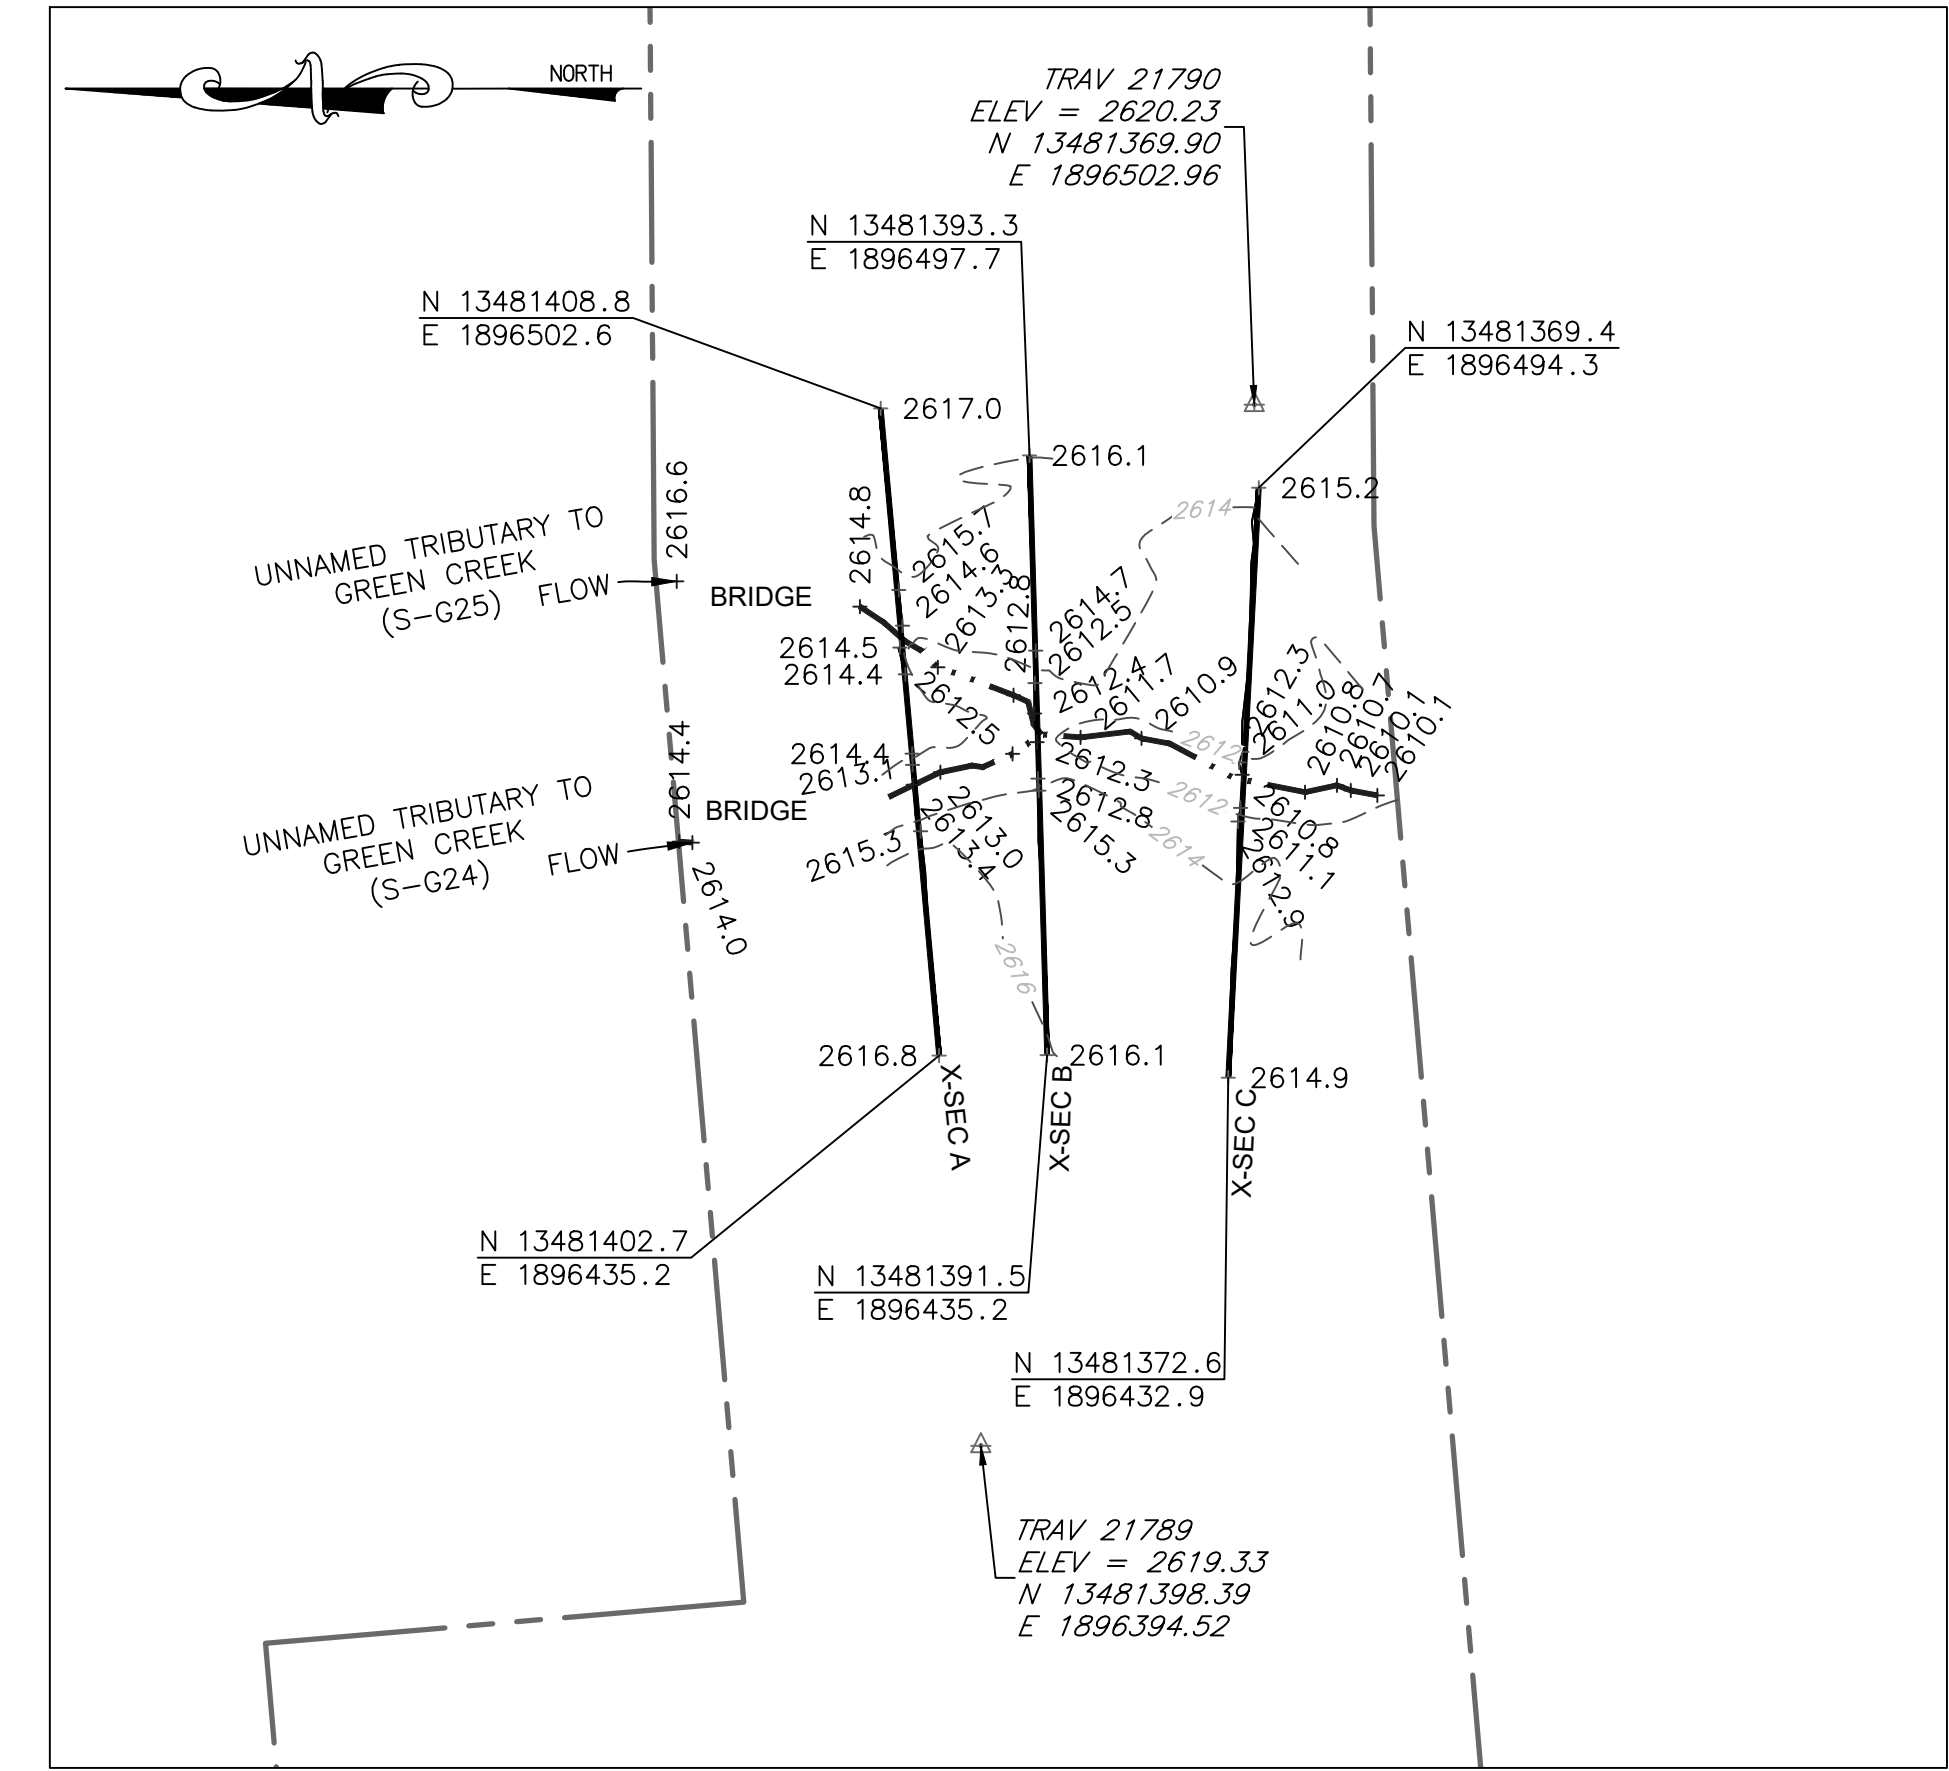 NORTH
TRAV 21790
ELEV = 2620.23
N 13481369.90
E 1896502.96
N 13481393.3
E 1896497.7
N 13481408.8
E 1896502.6
N 13481369.4
E 1896494.3
2617.0
2616.1
2615.2
2616.6
UNNAMED TRIBUTARY TO
GREEN CREEK
(S-G25)
FLOW
BRIDGE
2614.8
2615.7
2614.6
2613.3
2612.8
2614.7
2612.5
2614
2614.5
2614.4
2612.5
2612.4
2611.7
2610.9
2612.3
2611.0
2610.8
2610.7
2610.1
2610.1
2612
2614.4
2613.1
2614.4
UNNAMED TRIBUTARY TO
GREEN CREEK
(S-G24)
FLOW
BRIDGE
2614.0
2615.3
2613.4
2613.0
2612.3
2612.8
2615.3
2612
2614
2610.8
2611.1
2612.9
2616
2616.8
2616.1
2614.9
X-SEC A
X-SEC B
X-SEC C
N 13481402.7
E 1896435.2
N 13481391.5
E 1896435.2
N 13481372.6
E 1896432.9
TRAV 21789
ELEV = 2619.33
N 13481398.39
E 1896394.52